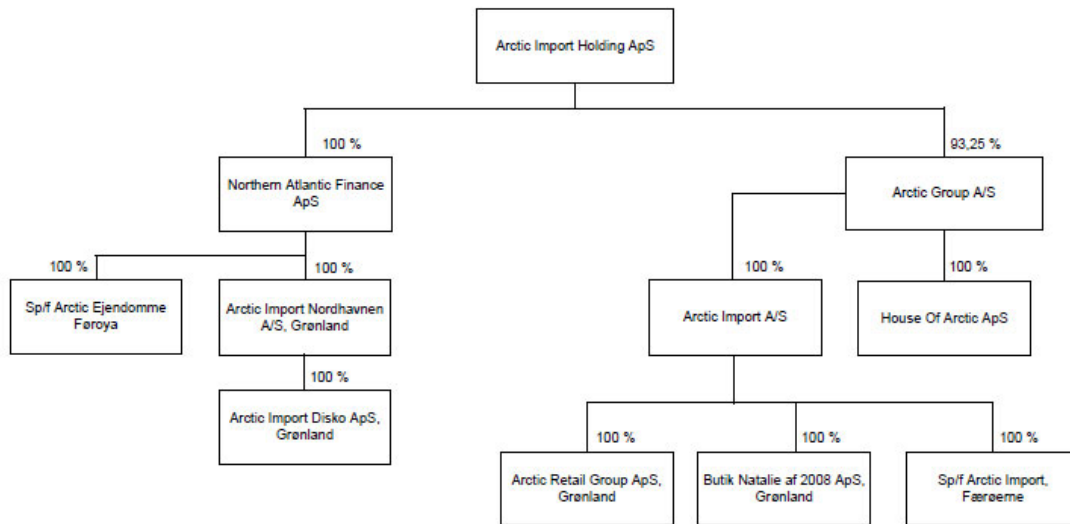 Arctic Import Holding ApS
100 %
93,25 %
Northern Atlantic Finance
ApS
Arctic Group A/S
100 %
100 %
100 %
100 %
Sp/f Arctic Ejendomme
Føroya
Arctic Import Nordhavnen
A/S, Grønland
Arctic Import A/S
House Of Arctic ApS
100 %
Arctic Import Disko ApS,
Grønland
100 %
100 %
100 %
Arctic Retail Group ApS,
Grønland
Butik Natalie af 2008 ApS,
Grønland
Sp/f Arctic Import,
Færøerne